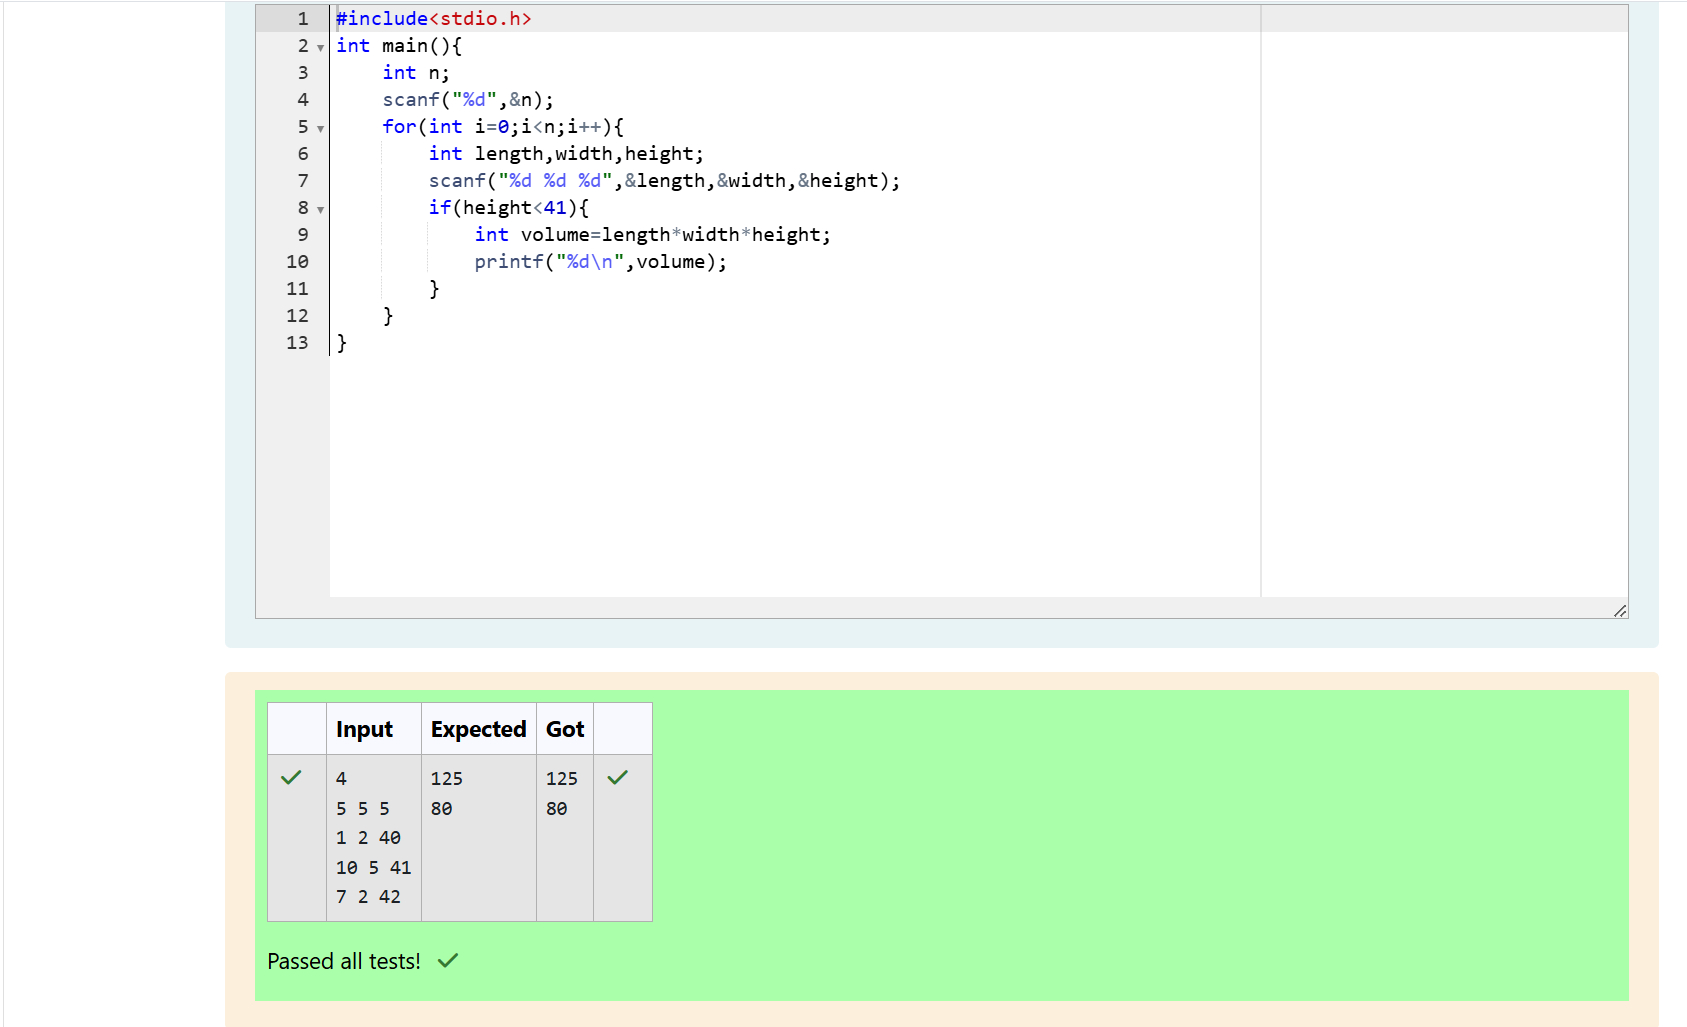 1 #include<stdio.h>
2 int main(){
3     int n;
4     scanf("%d",&n);
5     for(int i=0;i<n;i++){
6         int length,width,height;
7         scanf("%d %d %d",&length,&width,&height);
8         if(height<41){
9             int volume=length*width*height;
10             printf("%d\n",volume);
11         }
12     }
13 }
Input Expected Got
4 125 125
5 5 5 80 80
1 2 40
10 5 41
7 2 42
Passed all tests!